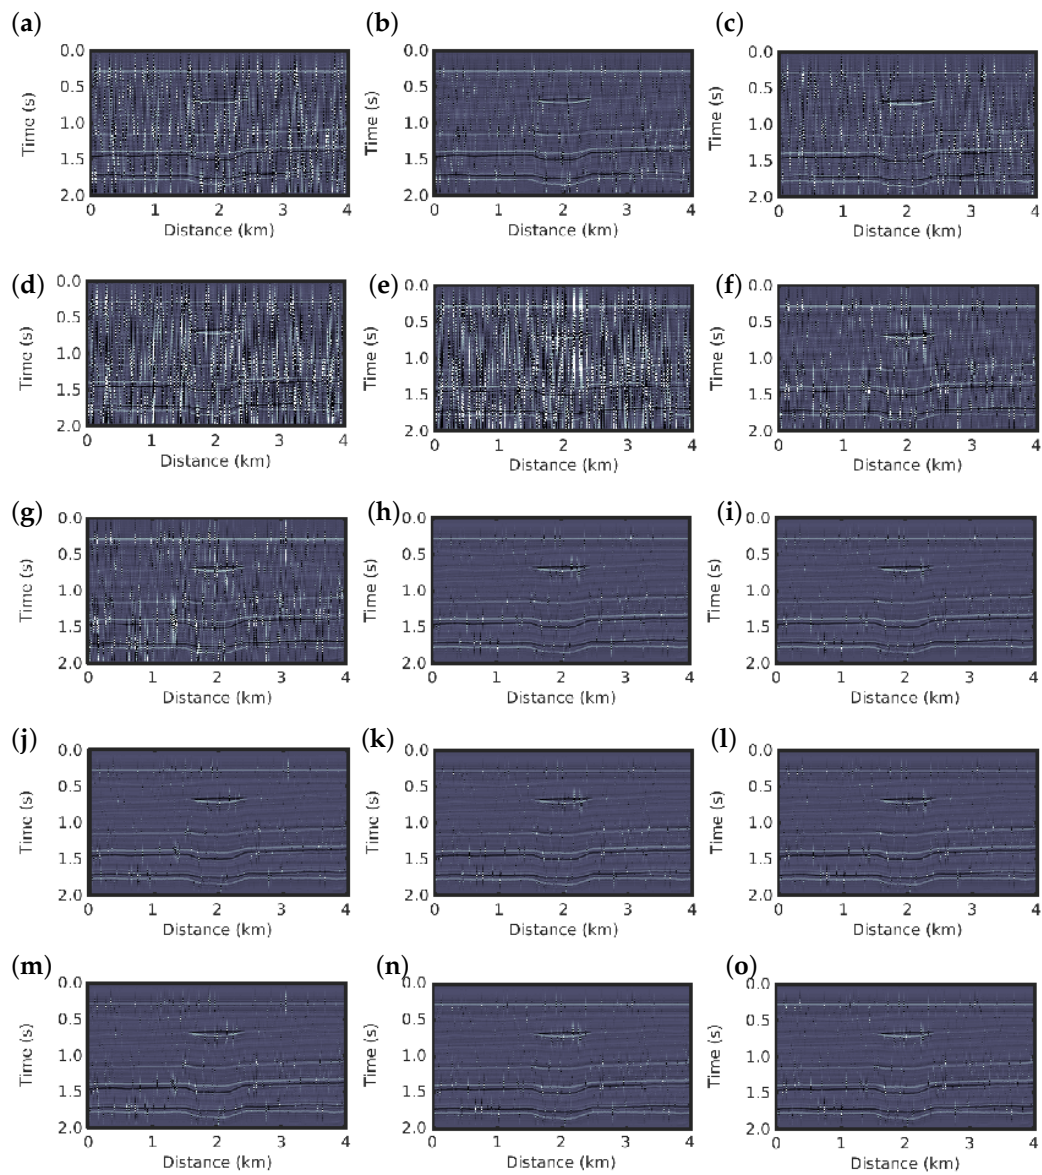 (a) (b) (c)
0.0 0.0 0.0
0.5 0.5 0.5
1.0 1.0 1.0
1.5 1.5 1.5
2.0 2.0 2.0
Time (s) Time (s) Time (s)
0 1 2 3 4 0 1 2 3 4 0 1 2 3 4
Distance (km) Distance (km) Distance (km)
(d) (e) (f)
0.0 0.0 0.0
0.5 0.5 0.5
1.0 1.0 1.0
1.5 1.5 1.5
2.0 2.0 2.0
Time (s) Time (s) Time (s)
0 1 2 3 4 0 1 2 3 4 0 1 2 3 4
Distance (km) Distance (km) Distance (km)
(g) (h) (i)
0.0 0.0 0.0
0.5 0.5 0.5
1.0 1.0 1.0
1.5 1.5 1.5
2.0 2.0 2.0
Time (s) Time (s) Time (s)
0 1 2 3 4 0 1 2 3 4 0 1 2 3 4
Distance (km) Distance (km) Distance (km)
(j) (k) (l)
0.0 0.0 0.0
0.5 0.5 0.5
1.0 1.0 1.0
1.5 1.5 1.5
2.0 2.0 2.0
Time (s) Time (s) Time (s)
0 1 2 3 4 0 1 2 3 4 0 1 2 3 4
Distance (km) Distance (km) Distance (km)
(m) (n) (o)
0.0 0.0 0.0
0.5 0.5 0.5
1.0 1.0 1.0
1.5 1.5 1.5
2.0 2.0 2.0
Time (s) Time (s) Time (s)
0 1 2 3 4 0 1 2 3 4 0 1 2 3 4
Distance (km) Distance (km) Distance (km)